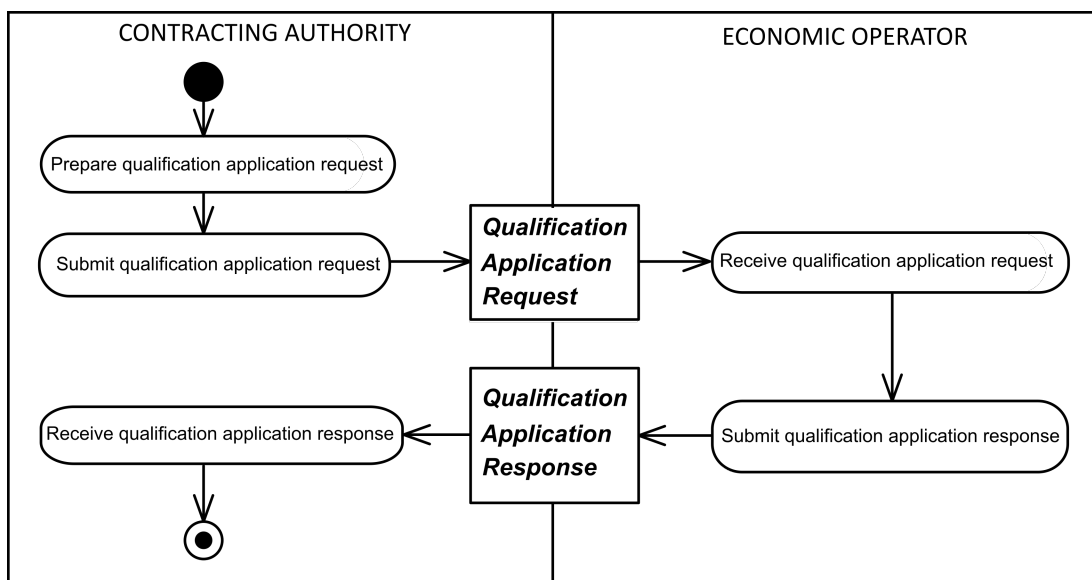 CONTRACTING AUTHORITY
ECONOMIC OPERATOR
Prepare qualification application request
Submit qualification application request
Qualification
Application
Request
Receive qualification application request
Receive qualification application response
Qualification
Application
Response
Submit qualification application response